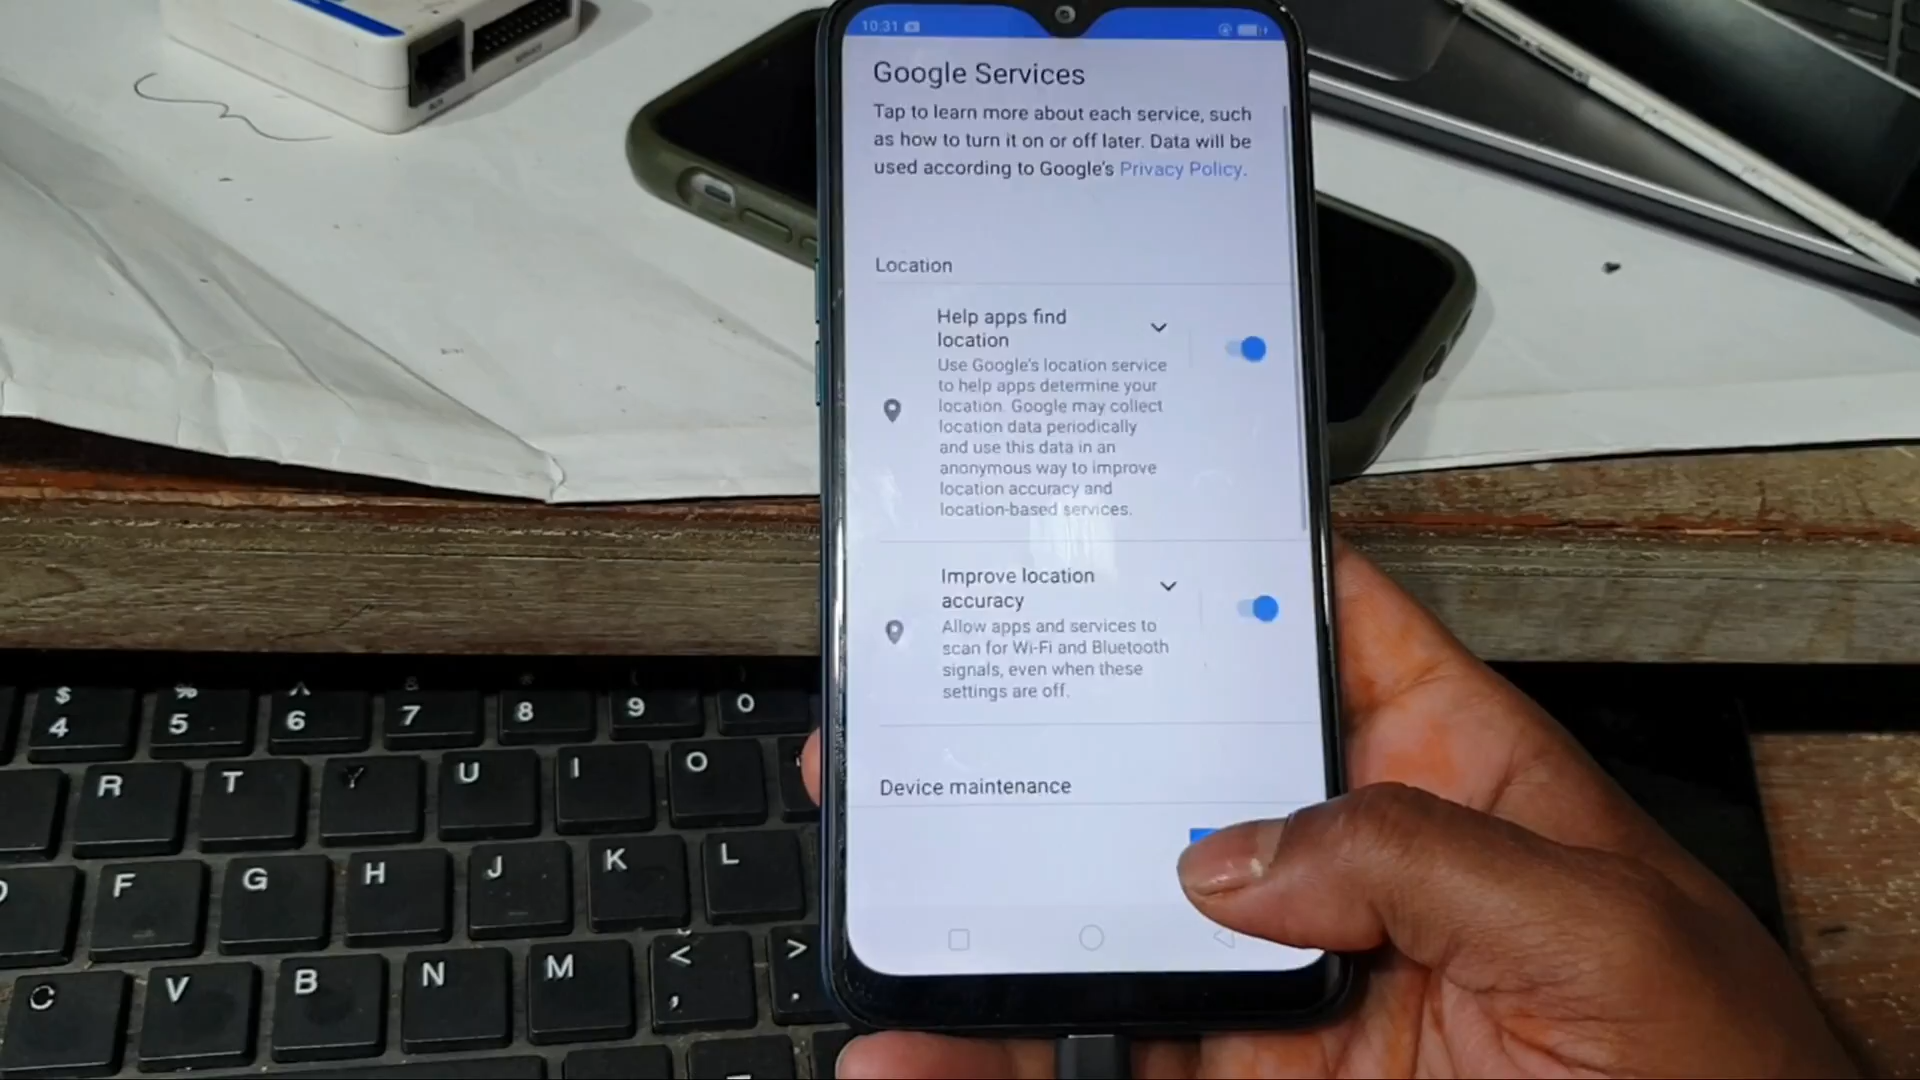 10:31
Google Services
Tap to learn more about each service, such
as how to turn it on or off later. Data will be
used according to Google's Privacy Policy.
Location
Help apps find
location
Use Google's location service
to help apps determine your
location. Google may collect
location data periodically
and use this data in an
anonymous way to improve
location accuracy and
location-based services.
Improve location
accuracy
Allow apps and services to
scan for Wi-Fi and Bluetooth
signals, even when these
settings are off.
Device maintenance
$ % ^ & * ( )
4 5 6 7 8 9 0
R T Y U I O
F G H J K L
C V B N M < >
, .